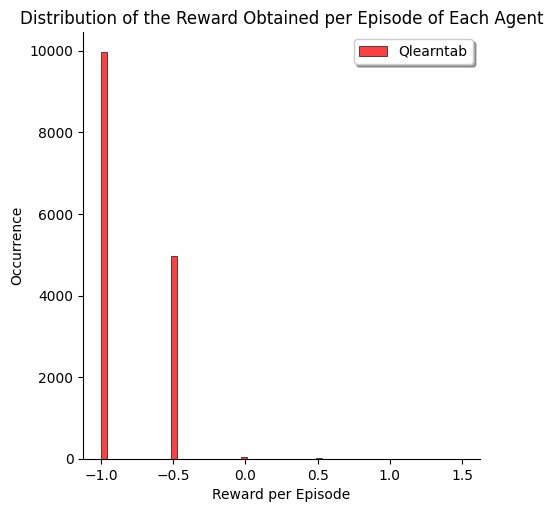 Distribution of the Reward Obtained per Episode of Each Agent
Qlearntab
10000
8000
6000
4000
2000
0
Occurrence
−1.0 −0.5 0.0 0.5 1.0 1.5
Reward per Episode